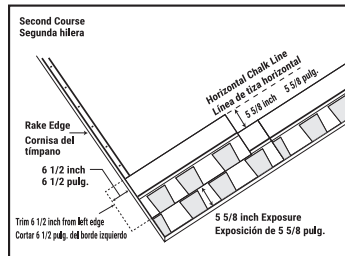 Second Course
Segunda hilera
Horizontal Chalk Line
Línea de tiza horizontal
5 5/8 inch 5 5/8 pulg.
Rake Edge
Cornisa del
tímpano
6 1/2 inch
6 1/2 pulg.
Trim 6 1/2 inch from left edge
Cortar 6 1/2 pulg. del borde izquierdo
5 5/8 inch Exposure
Exposición de 5 5/8 pulg.